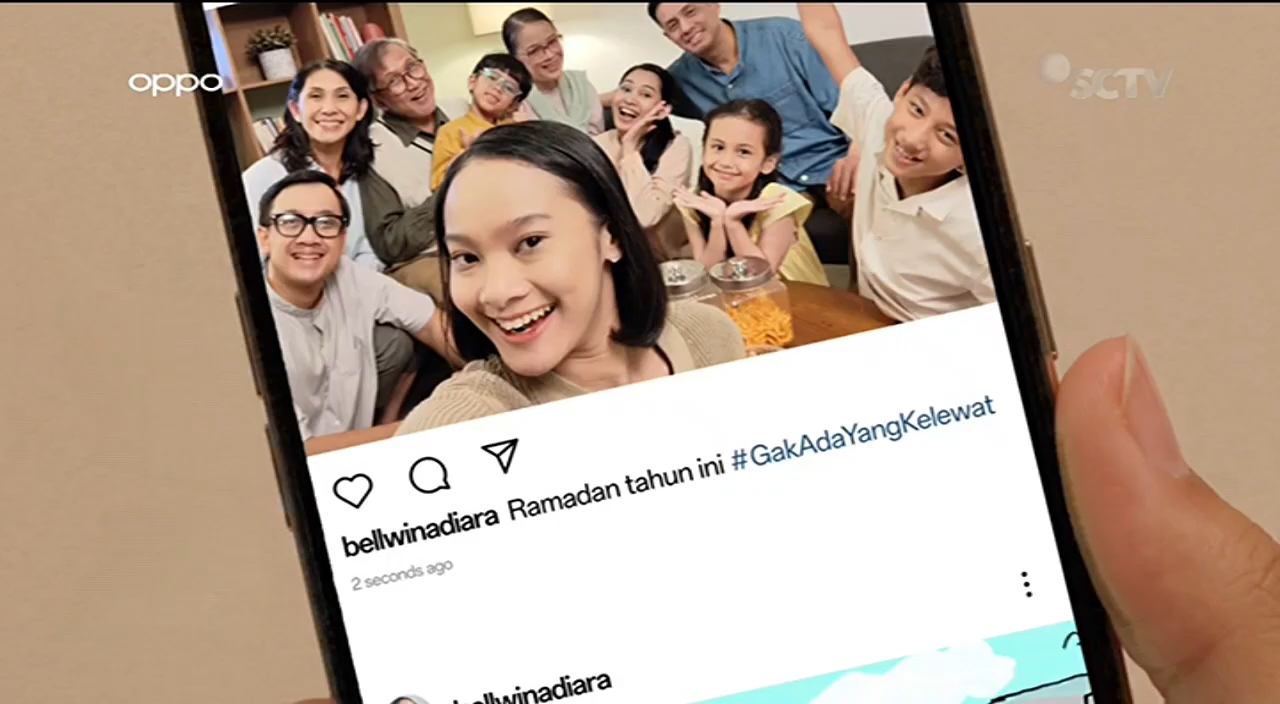 oppo
SCTV
bellwinadiara Ramadan tahun ini #GakAdaYangKelewat
2 seconds ago
bellwinadiara